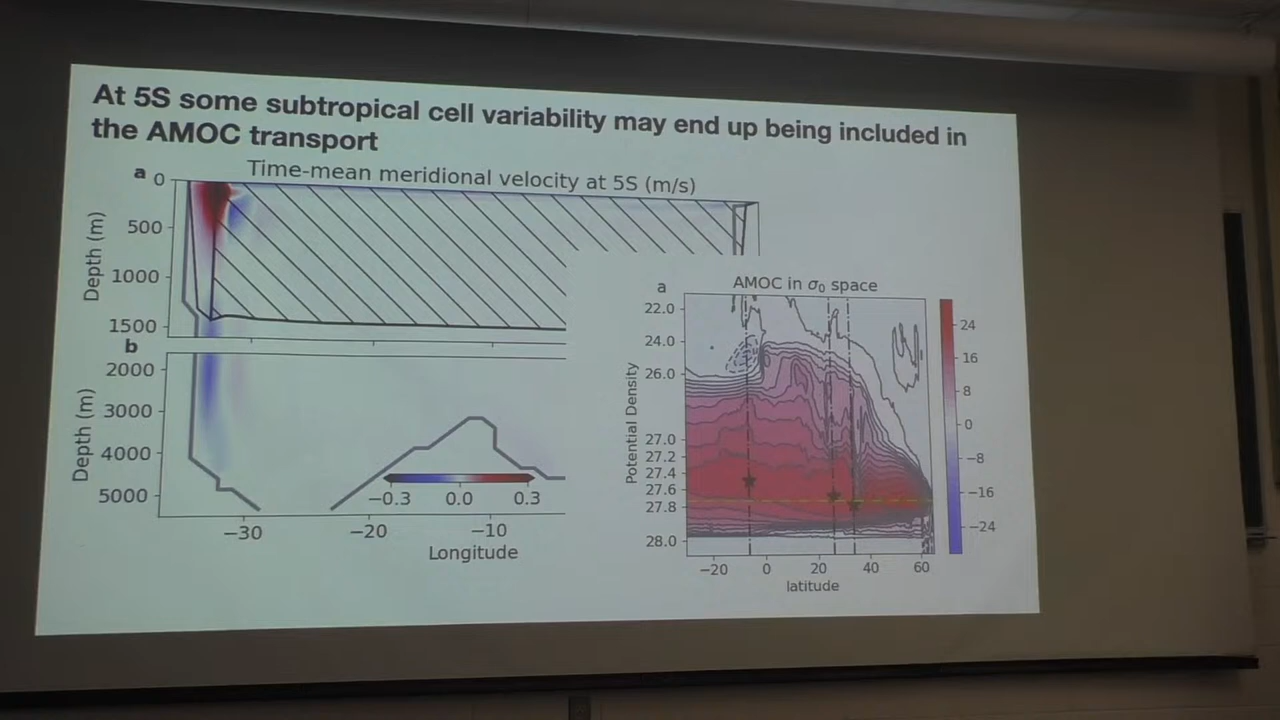 At 5S some subtropical cell variability may end up being included in
the AMOC transport
a
Time-mean meridional velocity at 5S (m/s)
0
500
1000
1500
Depth (m)
b
2000
3000
4000
5000
Depth (m)
−0.3 0.0 0.3
−30 −20 −10
Longitude
a
AMOC in σ₀ space
22.0
24.0
26.0
27.0
27.2
27.4
27.6
27.8
28.0
Potential Density
−20 0 20 40 60
latitude
24
16
8
0
−8
−16
−24